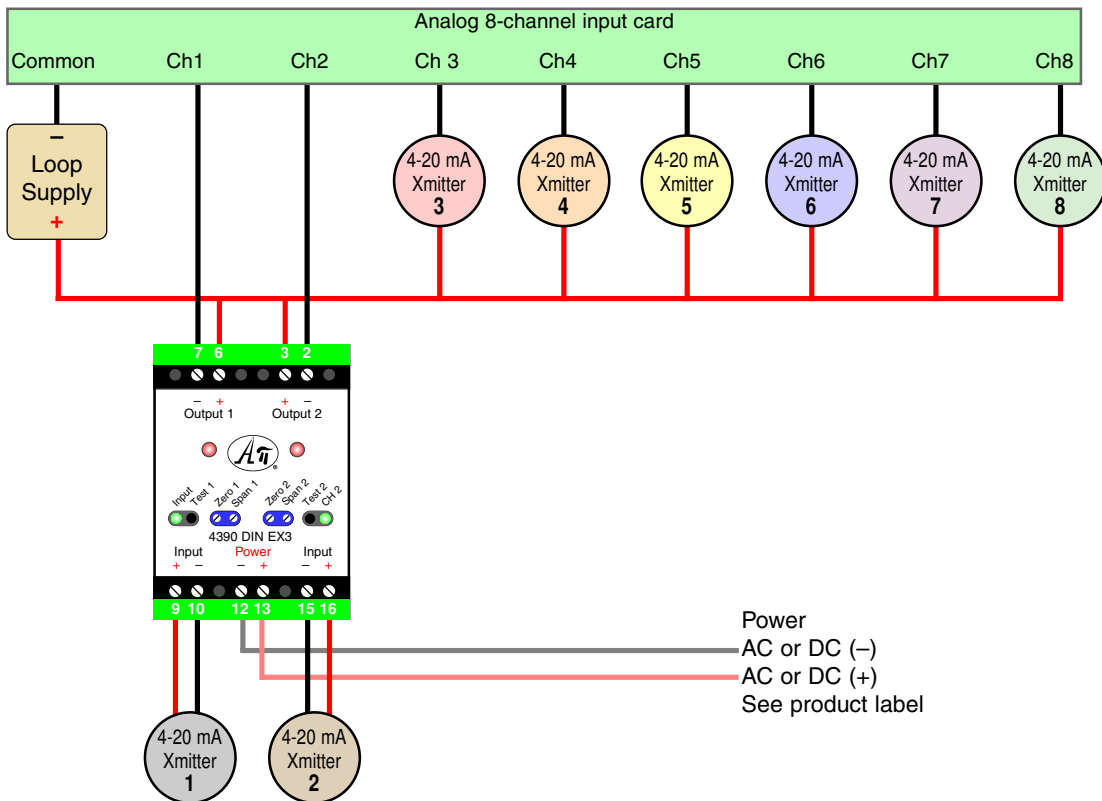 Analog 8-channel input card
Common Ch1 Ch2 Ch 3 Ch4 Ch5 Ch6 Ch7 Ch8
–
Loop
Supply
+
4-20 mA
Xmitter
3
4-20 mA
Xmitter
4
4-20 mA
Xmitter
5
4-20 mA
Xmitter
6
4-20 mA
Xmitter
7
4-20 mA
Xmitter
8
7 6 3 2
– + + –
Output 1 Output 2
Aπ®
Input Test 1 Zero 1 Span 1 Zero 2 Span 2 Test 2 CH 2
4390 DIN EX3
Input Power Input
+ – – + – +
9 10 12 13 15 16
Power
AC or DC (–)
AC or DC (+)
See product label
4-20 mA
Xmitter
1
4-20 mA
Xmitter
2